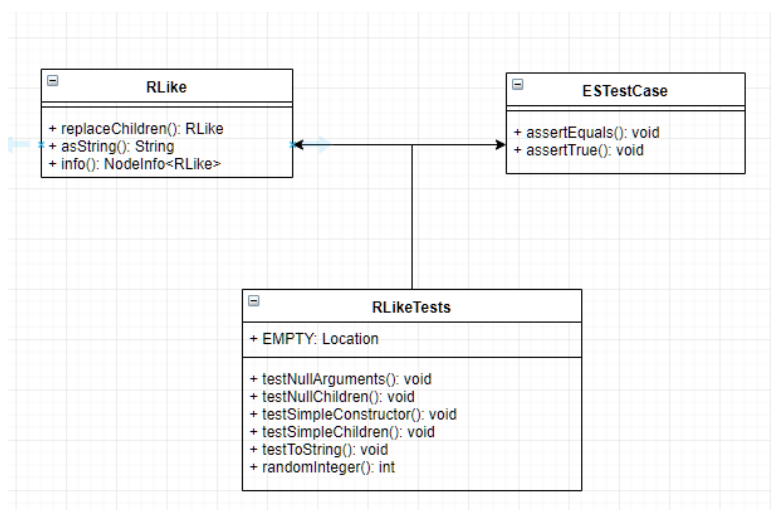 RLike
+ replaceChildren(): RLike
+ asString(): String
+ info(): NodeInfo<RLike>
ESTestCase
+ assertEquals(): void
+ assertTrue(): void
RLikeTests
+ EMPTY: Location
+ testNullArguments(): void
+ testNullChildren(): void
+ testSimpleConstructor(): void
+ testSimpleChildren(): void
+ testToString(): void
+ randomInteger(): int